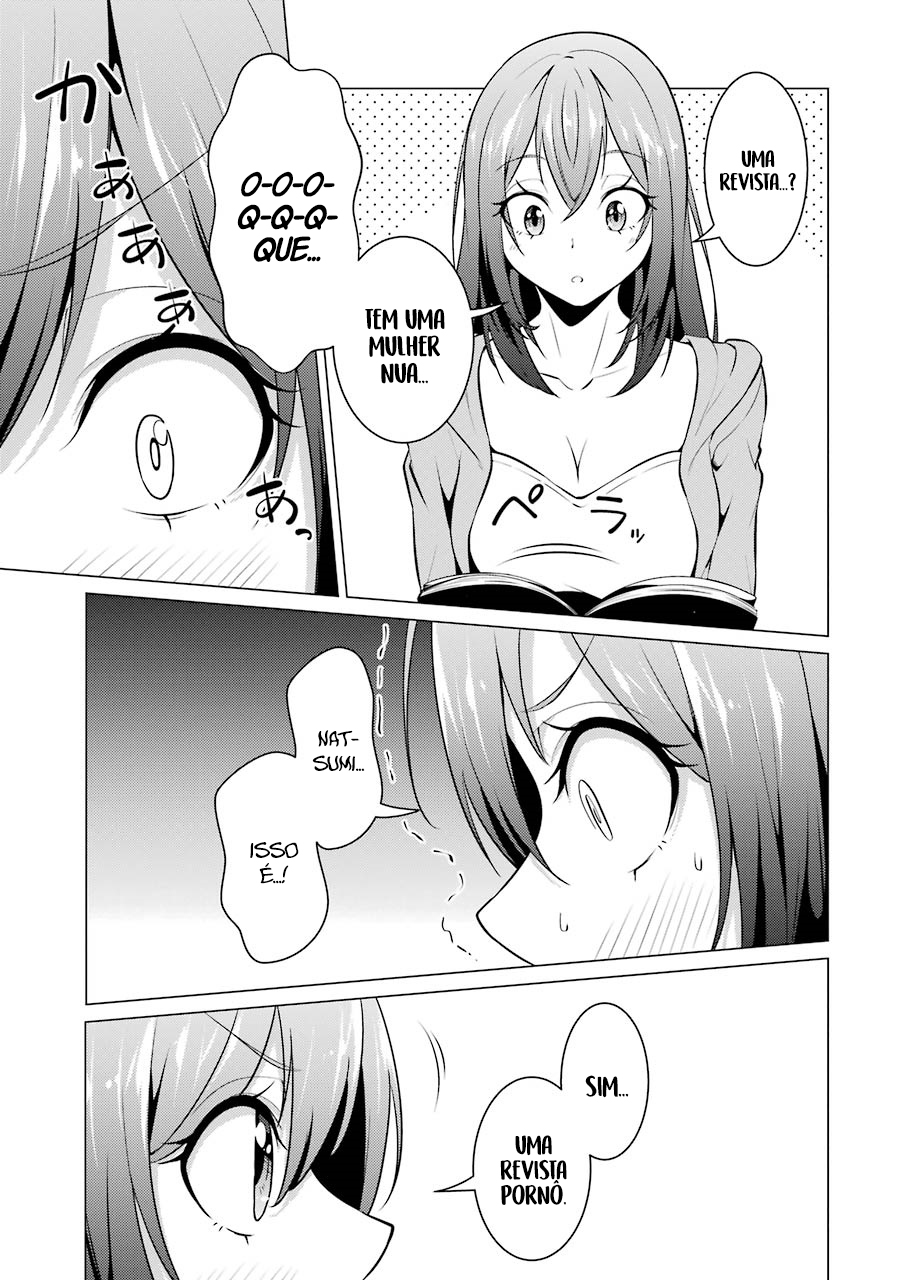 UMA
REVISTA...?
ペラッ
TEM UMA
MULHER
NUA...
O-O-O-
Q-Q-Q-
QUE...
かあああぁっ
NAT-
SUMI...
ISSO
É...!
SIM...
UMA
REVISTA
PORNÔ.